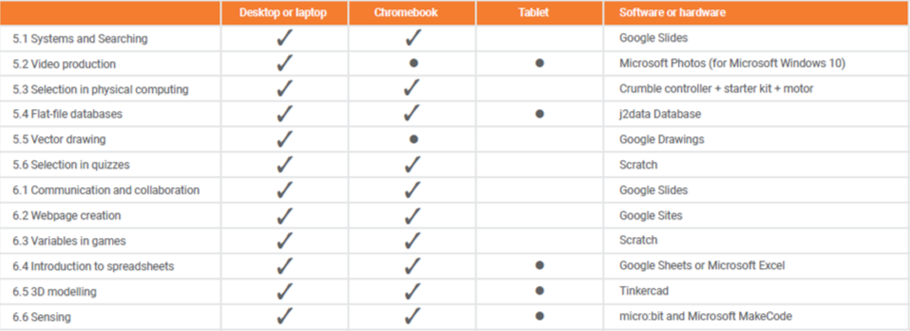 Desktop or laptop Chromebook Tablet Software or hardware
5.1 Systems and Searching ✓ ✓ Google Slides
5.2 Video production ✓ ● ● Microsoft Photos (for Microsoft Windows 10)
5.3 Selection in physical computing ✓ ✓ Crumble controller + starter kit + motor
5.4 Flat-file databases ✓ ✓ ● j2data Database
5.5 Vector drawing ✓ ● Google Drawings
5.6 Selection in quizzes ✓ ✓ Scratch
6.1 Communication and collaboration ✓ ✓ Google Slides
6.2 Webpage creation ✓ ✓ Google Sites
6.3 Variables in games ✓ ✓ Scratch
6.4 Introduction to spreadsheets ✓ ✓ ● Google Sheets or Microsoft Excel
6.5 3D modelling ✓ ✓ ● Tinkercad
6.6 Sensing ✓ ✓ ● micro:bit and Microsoft MakeCode